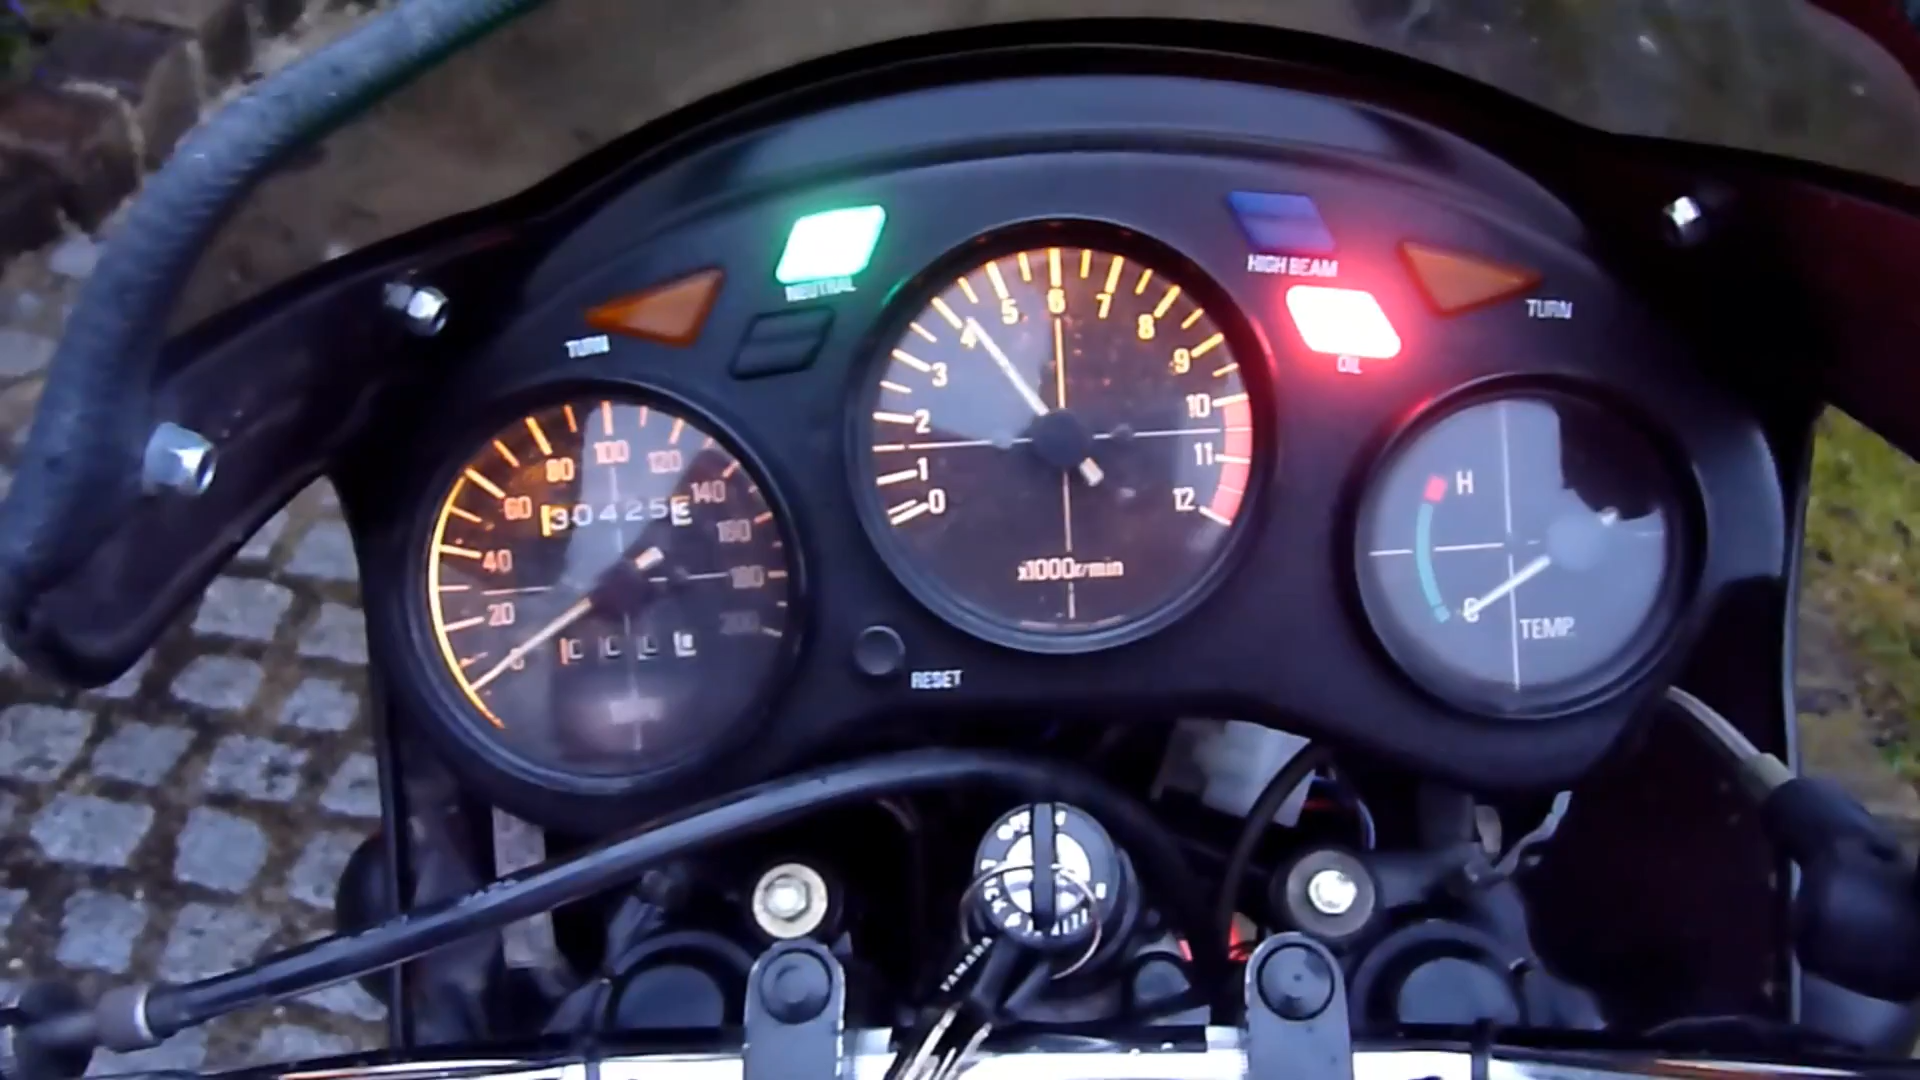 NEUTRAL
HIGH BEAM
TURN
TURN
OIL
0 1 2 3 4 5 6 7 8 9 10 11 12
x1000r/min
20 40 60 80 100 120 140 160 180 200
30425
H
C
TEMP.
RESET
YAMAHA